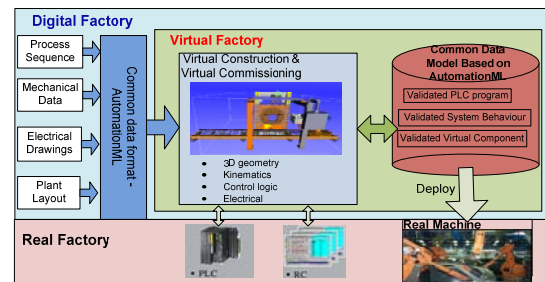 Digital Factory
Process
Sequence
Mechanical
Data
Electrical
Drawings
Plant
Layout
Common data format -
AutomationML
Virtual Factory
Virtual Construction &
Virtual Commissioning
• 3D geometry
• Kinematics
• Control logic
• Electrical
Common Data
Model Based on
AutomationML
Validated PLC program
Validated System Behaviour
Validated Virtual Component
Deploy
Real Factory
• PLC
• RC
Real Machine